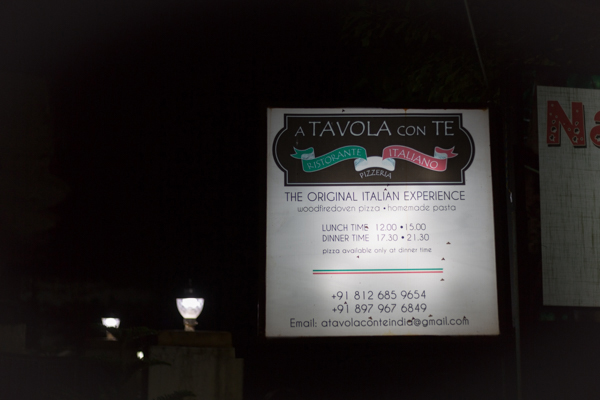 A TAVOLA CON TE
RISTORANTE ITALIANO
PIZZERIA
THE ORIGINAL ITALIAN EXPERIENCE
woodfiredoven pizza • homemade pasta
LUNCH TIME 12.00 • 15.00
DINNER TIME 17.30 • 21.30
pizza available only at dinner time
+91 812 685 9654
+91 897 967 6849
Email: atavolaconteindia@gmail.com
Na